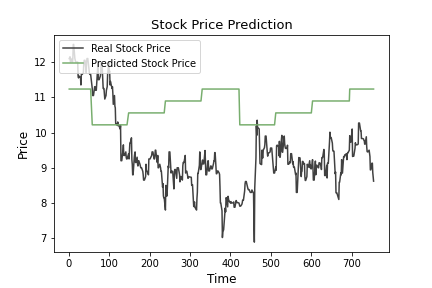 Stock Price Prediction
Real Stock Price
Predicted Stock Price
12
11
10
9
8
7
Price
0 100 200 300 400 500 600 700
Time